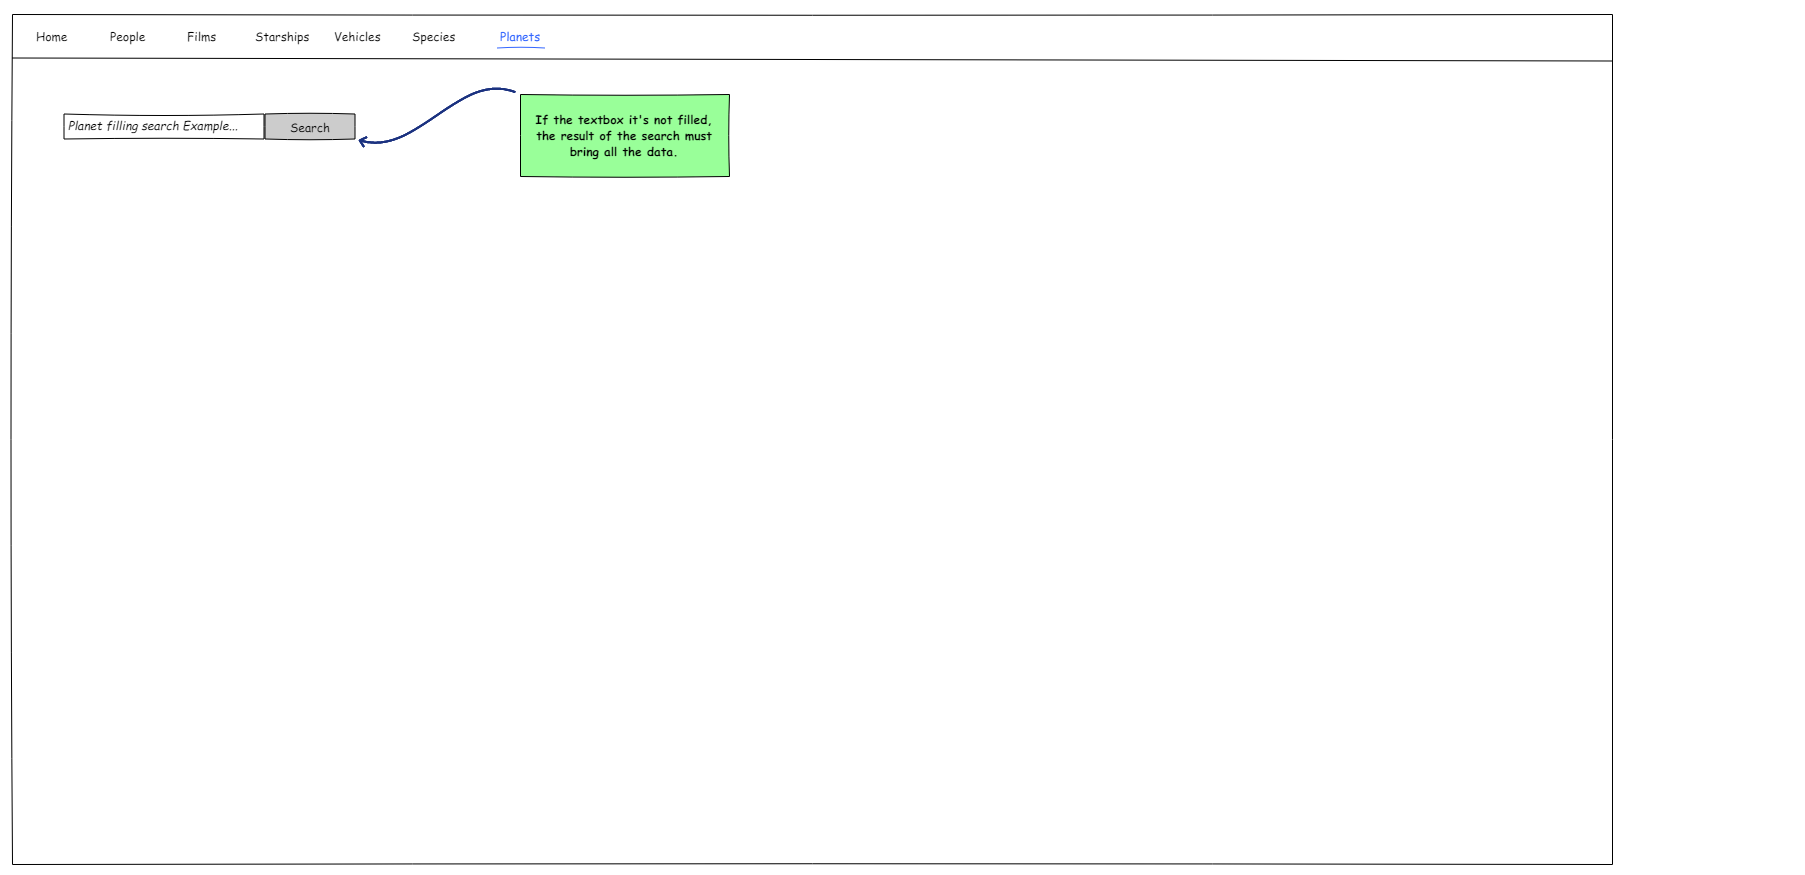 Home People Films Starships Vehicles Species Planets
Planet filling search Example... Search
If the textbox it's not filled,
the result of the search must
bring all the data.